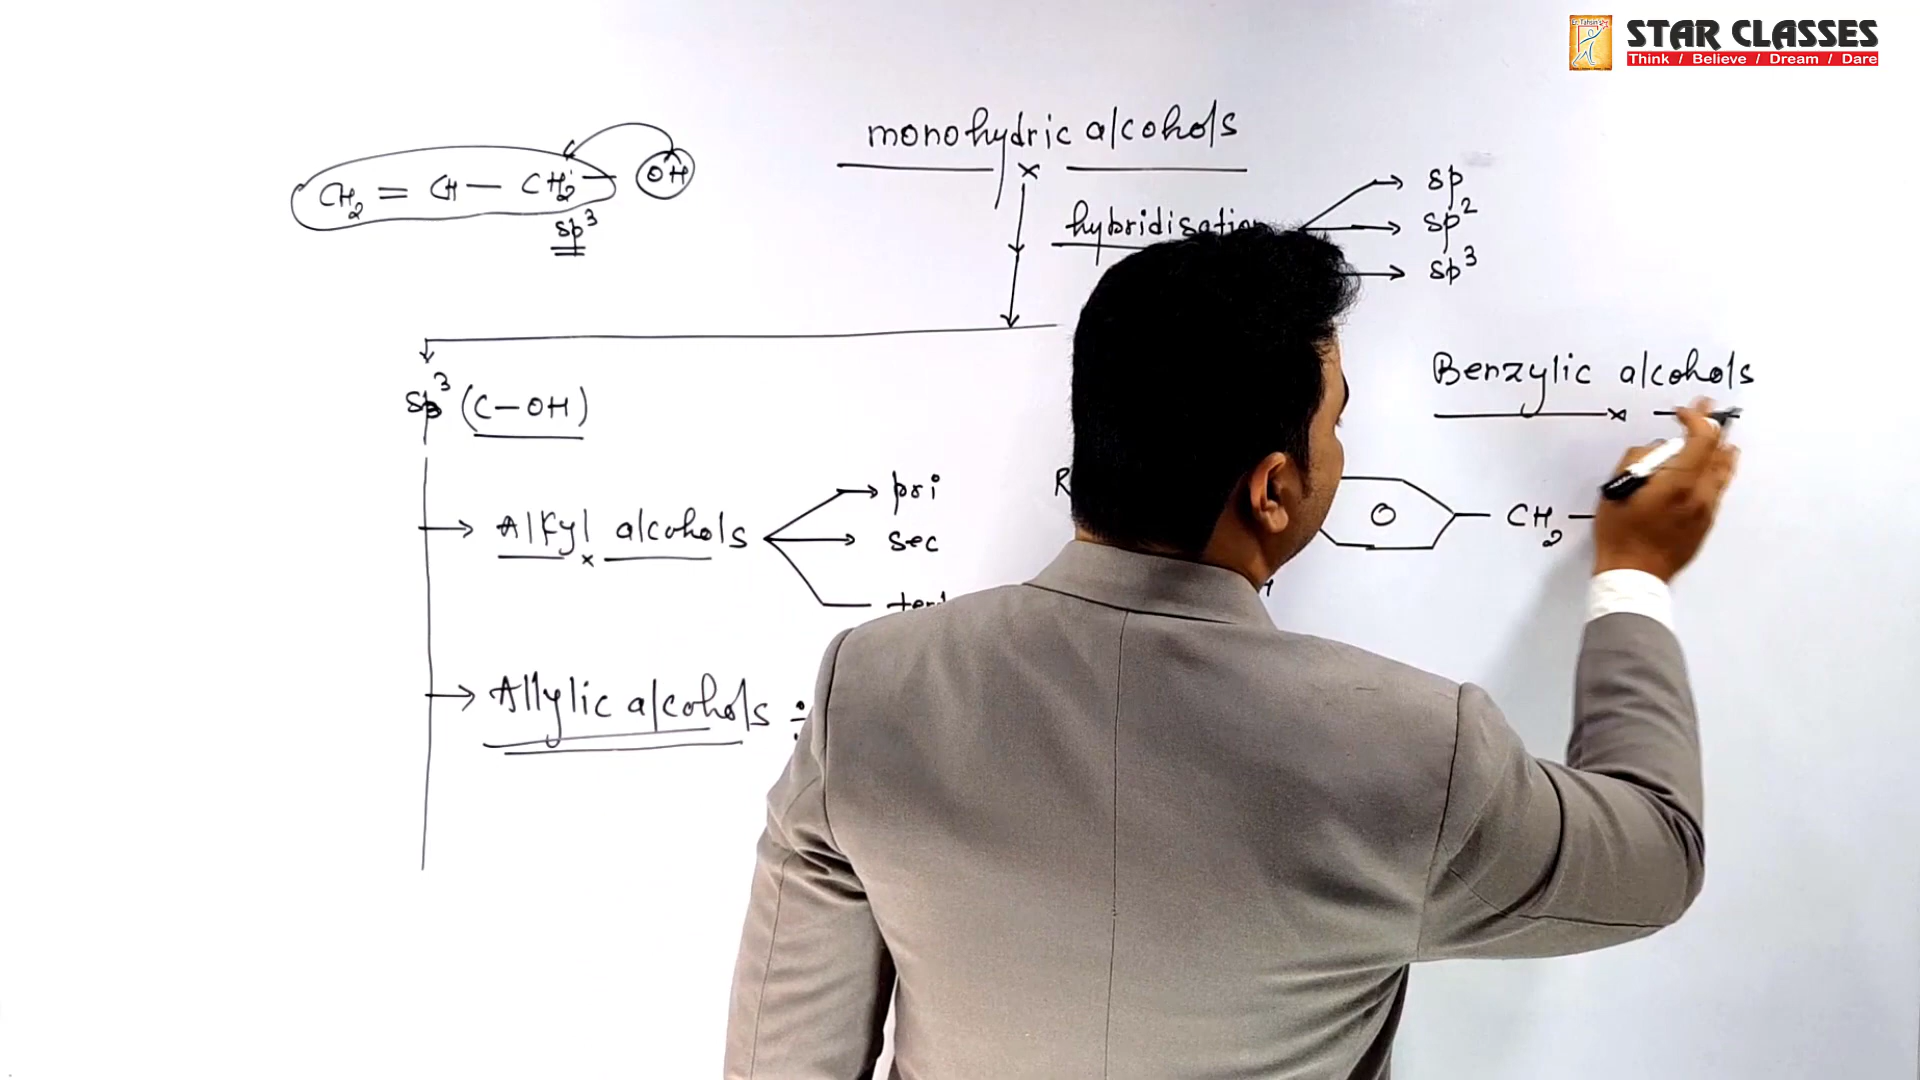 STAR CLASSES
Think / Believe / Dream / Dare
monohydric alcohols
CH2 = CH — CH2 — OH
sp3
hybridisation
sp
sp2
sp3
sp3 (C—OH)
Benzylic alcohols
CH2 —
Alkyl alcohols
pri
sec
R
Allylic alcohols :